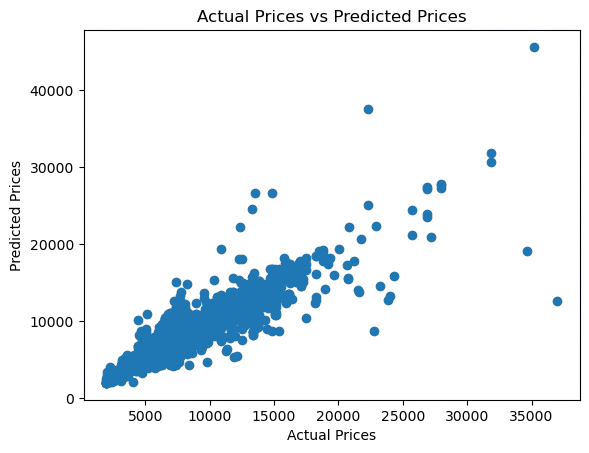 Actual Prices vs Predicted Prices
Predicted Prices
40000
30000
20000
10000
0
5000 10000 15000 20000 25000 30000 35000
Actual Prices